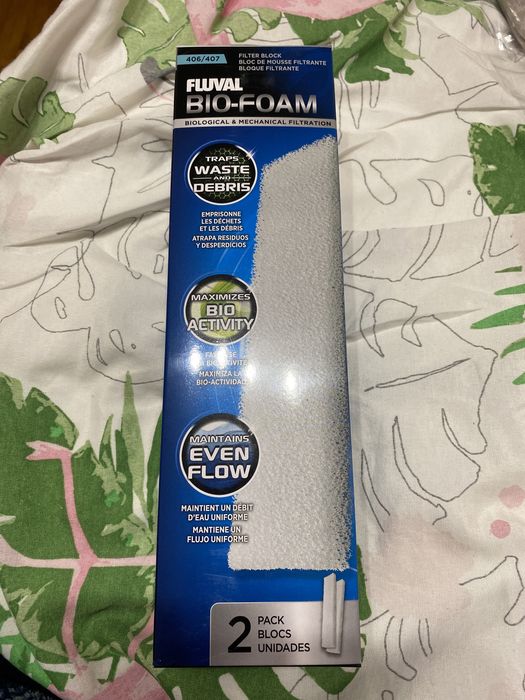 406/407
FILTER BLOCK
BLOC DE MOUSSE FILTRANTE
BLOQUE FILTRANTE
FLUVAL
BIO-FOAM
BIOLOGICAL & MECHANICAL FILTRATION
TRAPS
WASTE
AND
DEBRIS
EMPRISONNE
LES DÉCHETS
ET LES DÉBRIS
ATRAPA RESIDUOS
Y DESPERDICIOS
MAXIMIZES
BIO
ACTIVITY
MAXIMIZA LA
BIO-ACTIVIDAD
MAINTAINS
EVEN
FLOW
MAINTIENT UN DÉBIT
D'EAU UNIFORME
MANTIENE UN
FLUJO UNIFORME
2
PACK
BLOCS
UNIDADES